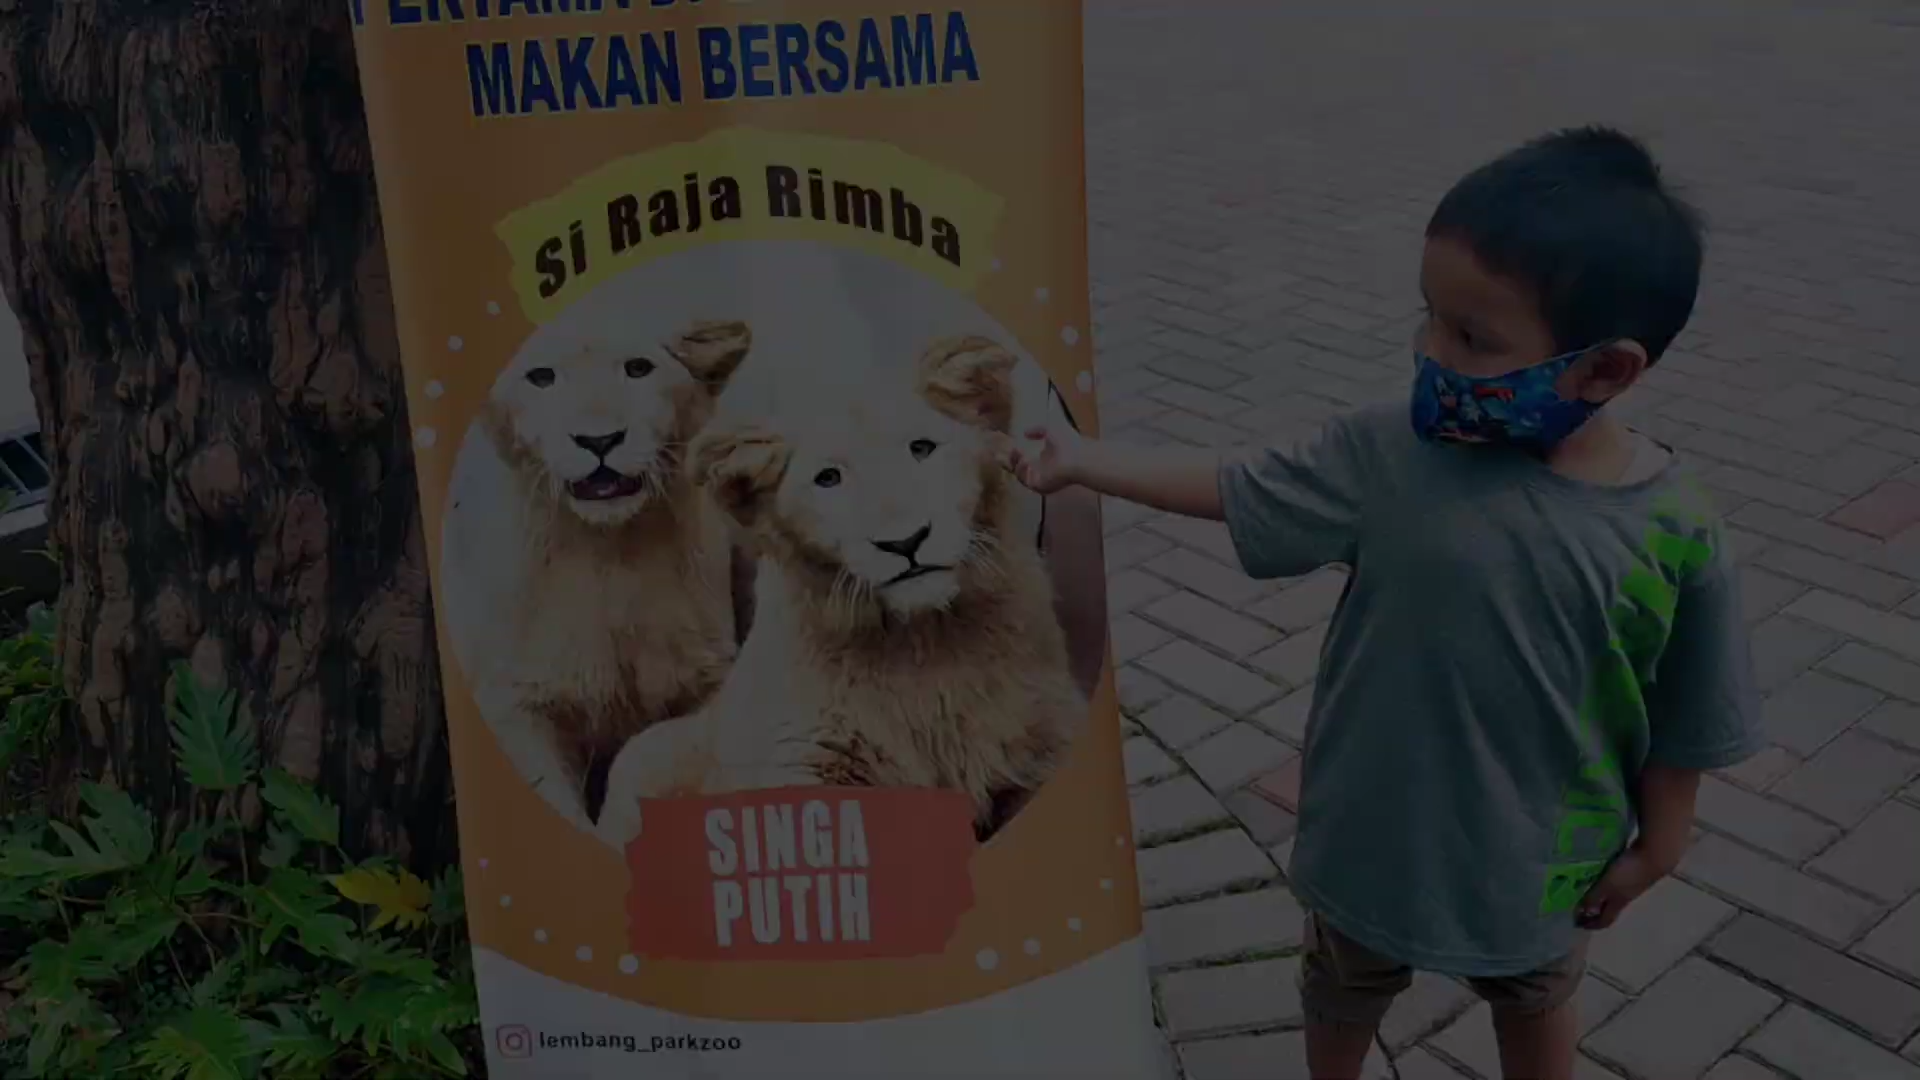 MAKAN BERSAMA
Si Raja Rimba
SINGA
PUTIH
lembang_parkzoo